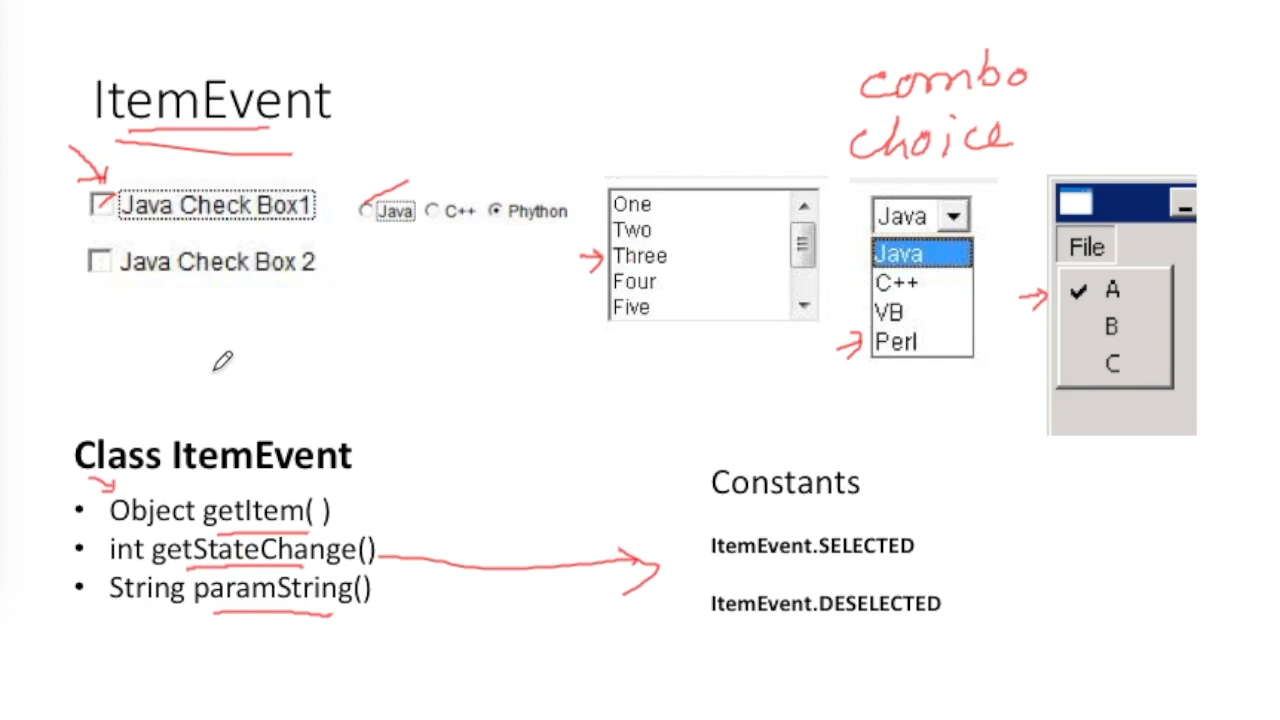 ItemEvent
combo
choice
Java Check Box1
Java Check Box 2
Java C++ Phython
One
Two
Three
Four
Five
Java
Java
C++
VB
Perl
File
A
B
C
Class ItemEvent
• Object getItem( )
• int getStateChange()
• String paramString()
Constants
ItemEvent.SELECTED
ItemEvent.DESELECTED